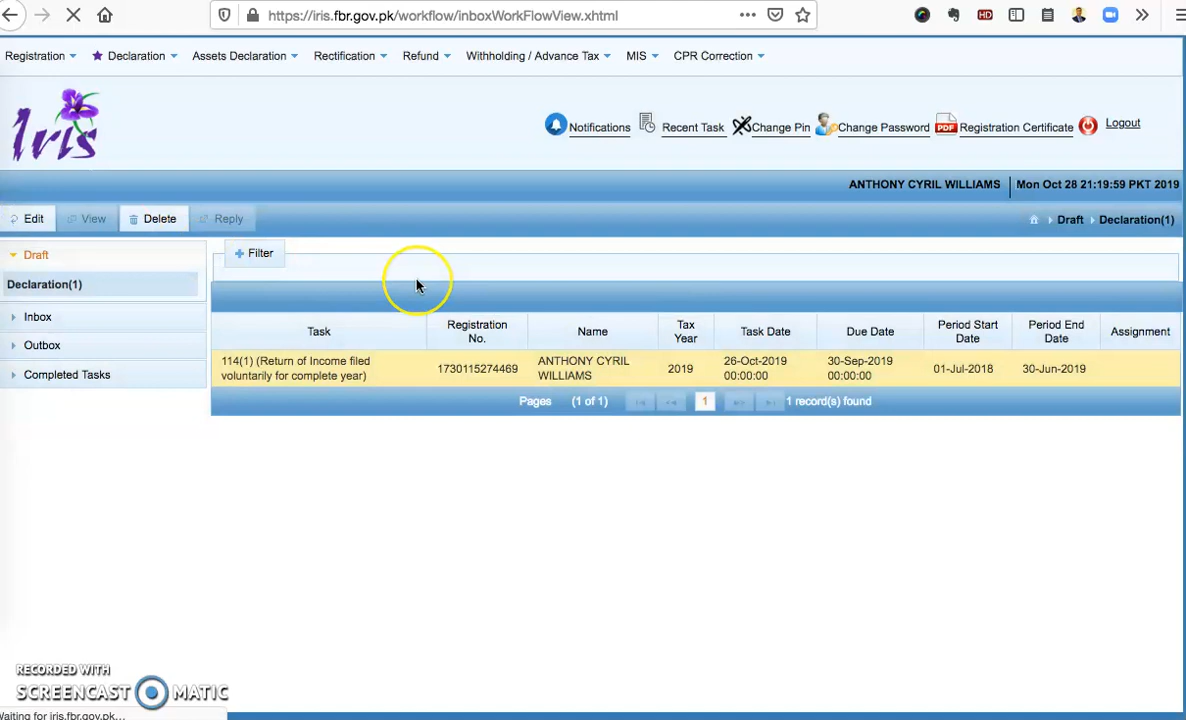 https://iris.fbr.gov.pk/workflow/inboxWorkFlowView.xhtml
HD
Registration Declaration Assets Declaration Rectification Refund Withholding / Advance Tax MIS CPR Correction
Iris
Notifications Recent Task Change Pin Change Password PDF Registration Certificate Logout
ANTHONY CYRIL WILLIAMS Mon Oct 28 21:19:59 PKT 2019
Edit View Delete Reply Draft Declaration(1)
Draft
Declaration(1)
Inbox
Outbox
Completed Tasks
+ Filter
Task Registration No. Name Tax Year Task Date Due Date Period Start Date Period End Date Assignment
114(1) (Return of Income filed voluntarily for complete year) 1730115274469 ANTHONY CYRIL WILLIAMS 2019 26-Oct-2019 00:00:00 30-Sep-2019 00:00:00 01-Jul-2018 30-Jun-2019
Pages (1 of 1) 1 1 record(s) found
RECORDED WITH
SCREENCAST MATIC
Waiting for iris.fbr.gov.pk...